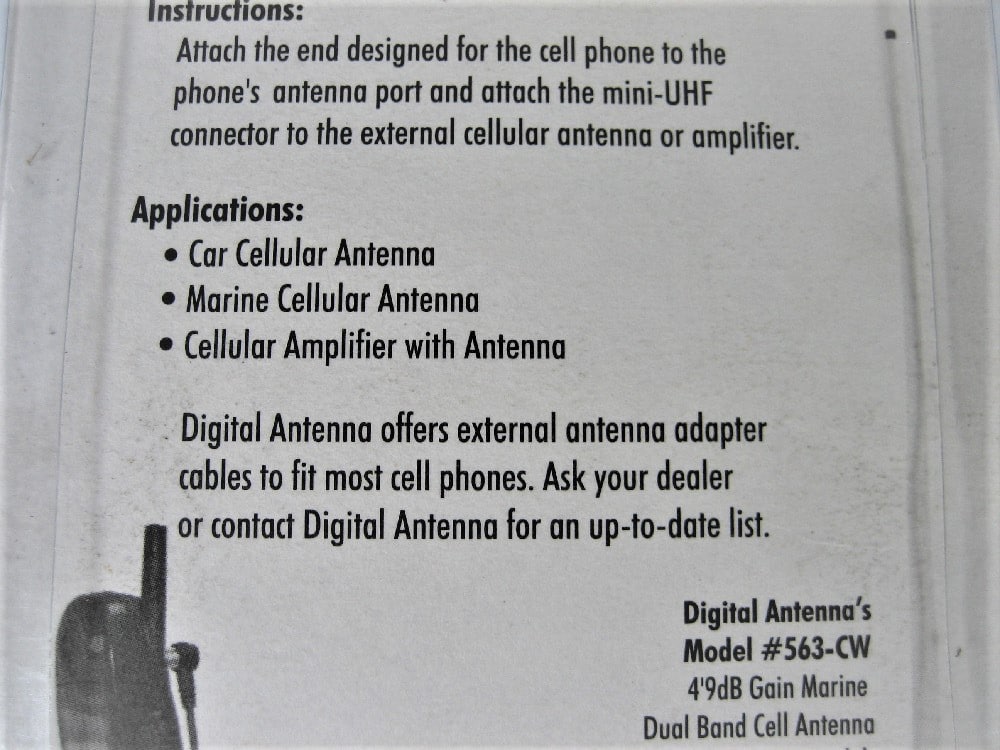 Instructions:
Attach the end designed for the cell phone to the
phone's antenna port and attach the mini-UHF
connector to the external cellular antenna or amplifier.
Applications:
• Car Cellular Antenna
• Marine Cellular Antenna
• Cellular Amplifier with Antenna
Digital Antenna offers external antenna adapter
cables to fit most cell phones. Ask your dealer
or contact Digital Antenna for an up-to-date list.
Digital Antenna's
Model #563-CW
4'9dB Gain Marine
Dual Band Cell Antenna